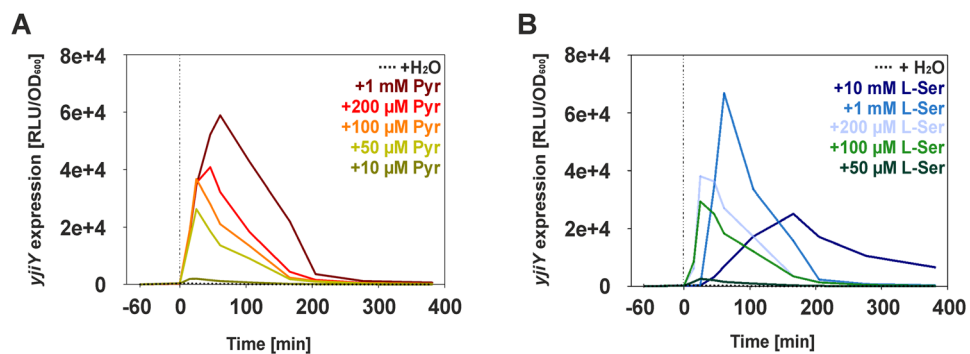 A
yjiY expression [RLU/OD600]
8e+4
6e+4
4e+4
2e+4
0
-60
0
100
200
300
400
Time [min]
+H2O
+1 mM Pyr
+200 µM Pyr
+100 µM Pyr
+50 µM Pyr
+10 µM Pyr
B
yjiY expression [RLU/OD600]
8e+4
6e+4
4e+4
2e+4
0
-60
0
100
200
300
400
Time [min]
+ H2O
+10 mM L-Ser
+1 mM L-Ser
+200 µM L-Ser
+100 µM L-Ser
+50 µM L-Ser